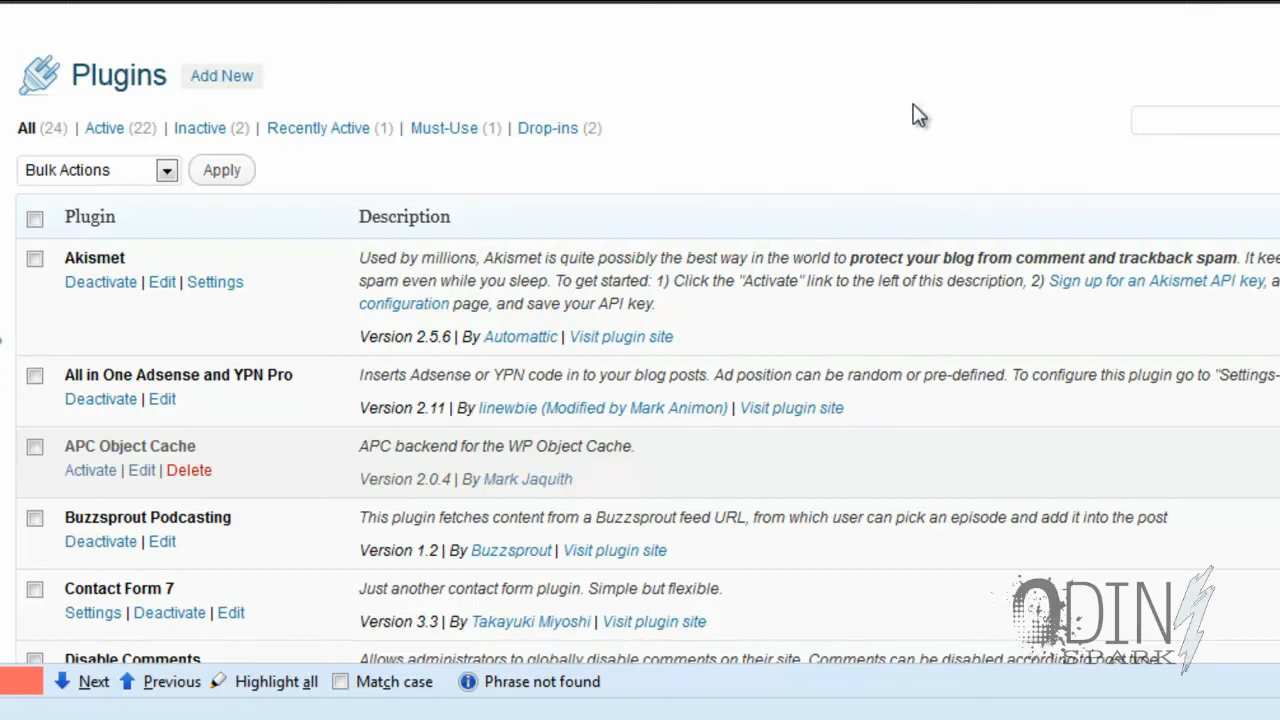 Plugins Add New
All (24) | Active (22) | Inactive (2) | Recently Active (1) | Must-Use (1) | Drop-ins (2)
Bulk Actions Apply
Plugin Description
Akismet Used by millions, Akismet is quite possibly the best way in the world to protect your blog from comment and trackback spam. It
Deactivate | Edit | Settings spam even while you sleep. To get started: 1) Click the "Activate" link to the left of this description, 2) Sign up for an Akismet API key,
configuration page, and save your API key.
Version 2.5.6 | By Automattic | Visit plugin site
All in One Adsense and YPN Pro Inserts Adsense or YPN code in to your blog posts. Ad position can be random or pre-defined. To configure this plugin go to "Settings-
Deactivate | Edit Version 2.11 | By linewbie (Modified by Mark Animon) | Visit plugin site
APC Object Cache APC backend for the WP Object Cache.
Activate | Edit | Delete Version 2.0.4 | By Mark Jaquith
Buzzsprout Podcasting This plugin fetches content from a Buzzsprout feed URL, from which user can pick an episode and add it into the post
Deactivate | Edit Version 1.2 | By Buzzsprout | Visit plugin site
Contact Form 7 Just another contact form plugin. Simple but flexible.
Settings | Deactivate | Edit Version 3.3 | By Takayuki Miyoshi | Visit plugin site
ODIN
SPARK
Disable Comments Allows administrators to globally disable comments on their site. Comments can be disabled
Next Previous Highlight all Match case Phrase not found